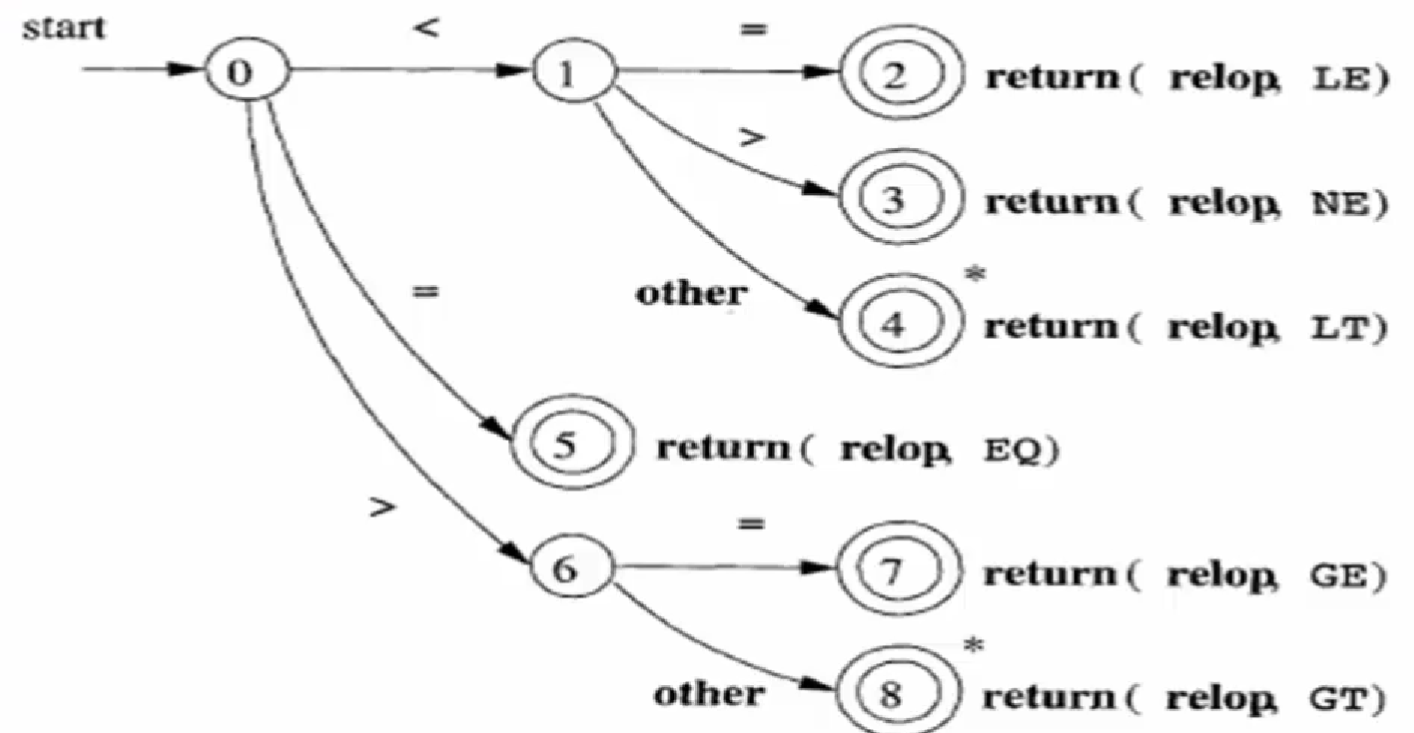 start < =
0 1 2 return( relop, LE)
>
3 return( relop, NE)
*
= other 4 return( relop, LT)
5 return( relop, EQ)
> =
6 7 return( relop, GE)
*
other 8 return( relop, GT)